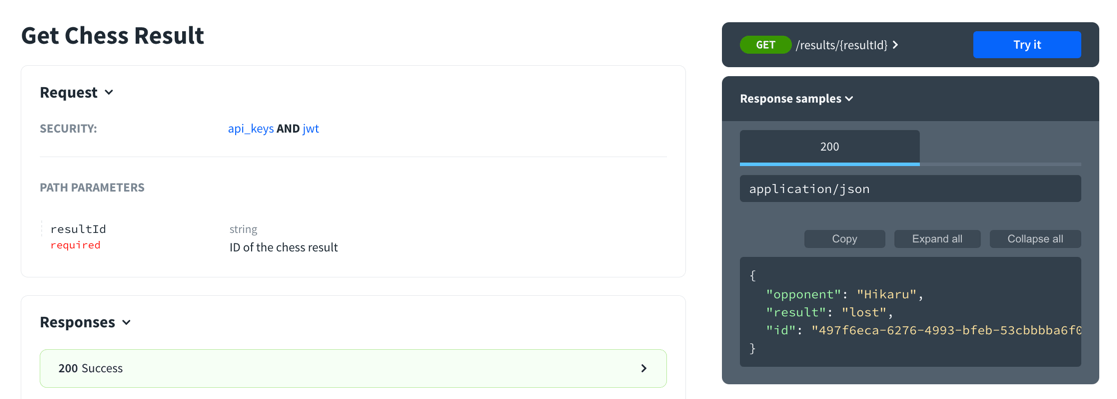 Get Chess Result
Request
SECURITY:
api_keys AND jwt
PATH PARAMETERS
resultId
required
string
ID of the chess result
Responses
200 Success
GET /results/{resultId}
Try it
Response samples
200
application/json
Copy
Expand all
Collapse all
{
"opponent": "Hikaru",
"result": "lost",
"id": "497f6eca-6276-4993-bfeb-53cbbbba6f0
}